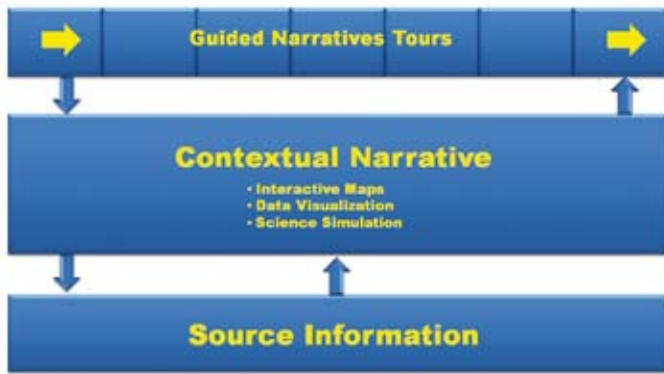 Guided Narratives Tours
Contextual Narrative
• Interactive Maps
• Data Visualization
• Science Simulation
Source Information